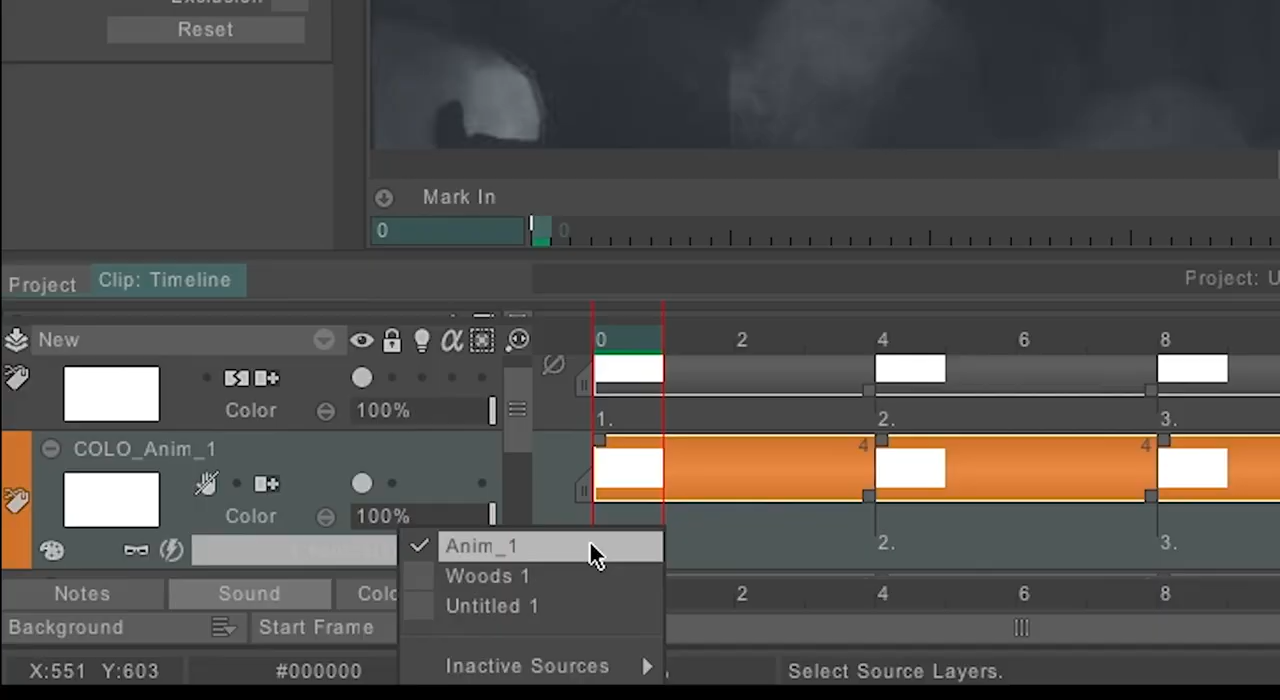 Exclusion
Reset
Mark In
0
0
Project
Clip: Timeline
Project: U
New
α
0
2
4
6
8
Color
100%
1.
2.
3.
COLO_Anim_1
4
4
Color
100%
Anim_1
Woods 1
Untitled 1
Inactive Sources
2.
3.
Notes
Sound
Colo
2
4
6
8
Background
Start Frame
X:551 Y:603
#000000
Select Source Layers.